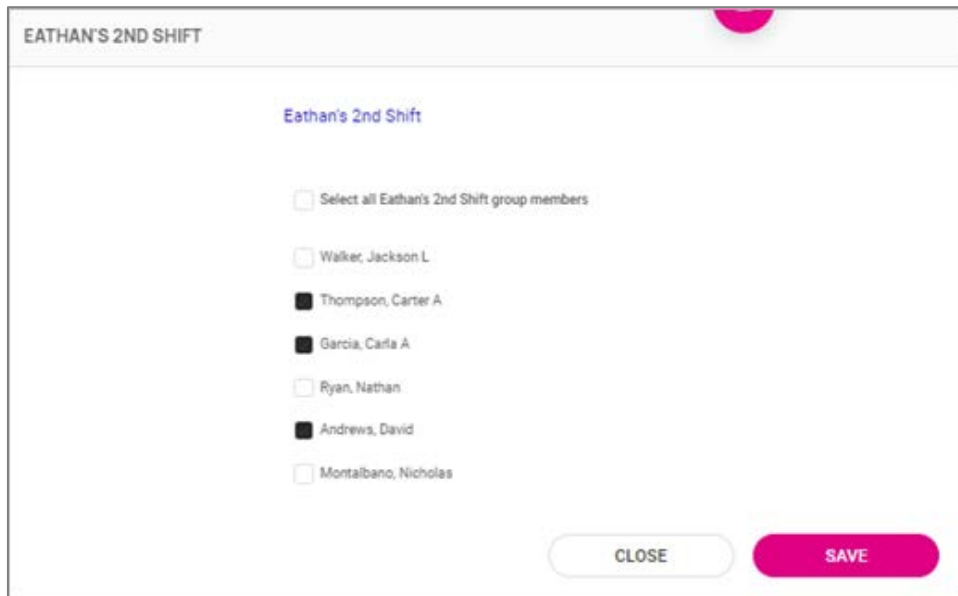 EATHAN'S 2ND SHIFT
Eathan's 2nd Shift
Select all Eathan's 2nd Shift group members
Walker, Jackson L
Thompson, Carter A
Garcia, Carla A
Ryan, Nathan
Andrews, David
Montalbano, Nicholas
CLOSE
SAVE